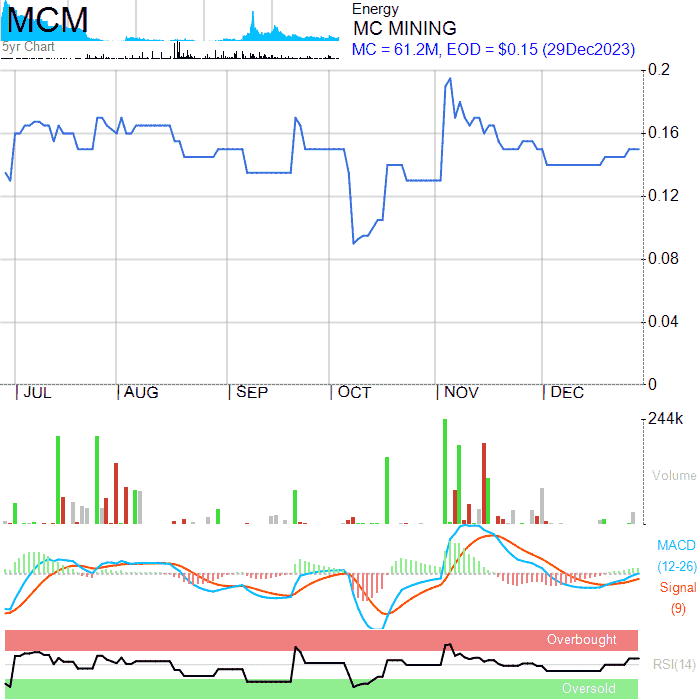 MCM
5yr Chart
Energy
MC MINING
MC = 61.2M, EOD = $0.15 (29Dec2023)
0.2
0.16
0.12
0.08
0.04
0
JUL AUG SEP OCT NOV DEC
244k
Volume
MACD
(12-26)
Signal
(9)
Overbought
RSI(14)
Oversold